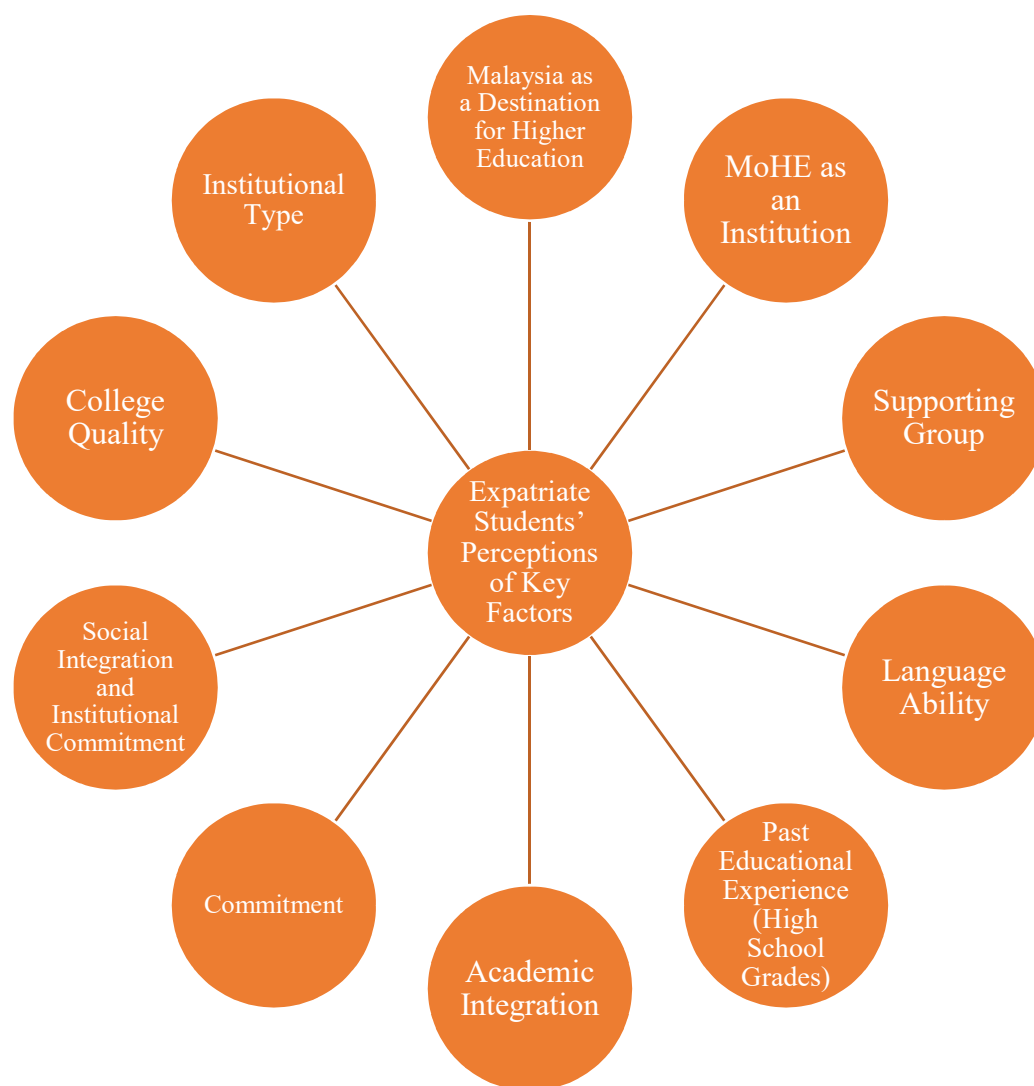 Malaysia as
a Destination
for Higher
Education
MoHE as
an
Institution
Supporting
Group
Language
Ability
Past
Educational
Experience
(High
School
Grades)
Academic
Integration
Commitment
Social
Integration
and
Institutional
Commitment
College
Quality
Institutional
Type
Expatriate
Students’
Perceptions
of Key
Factors